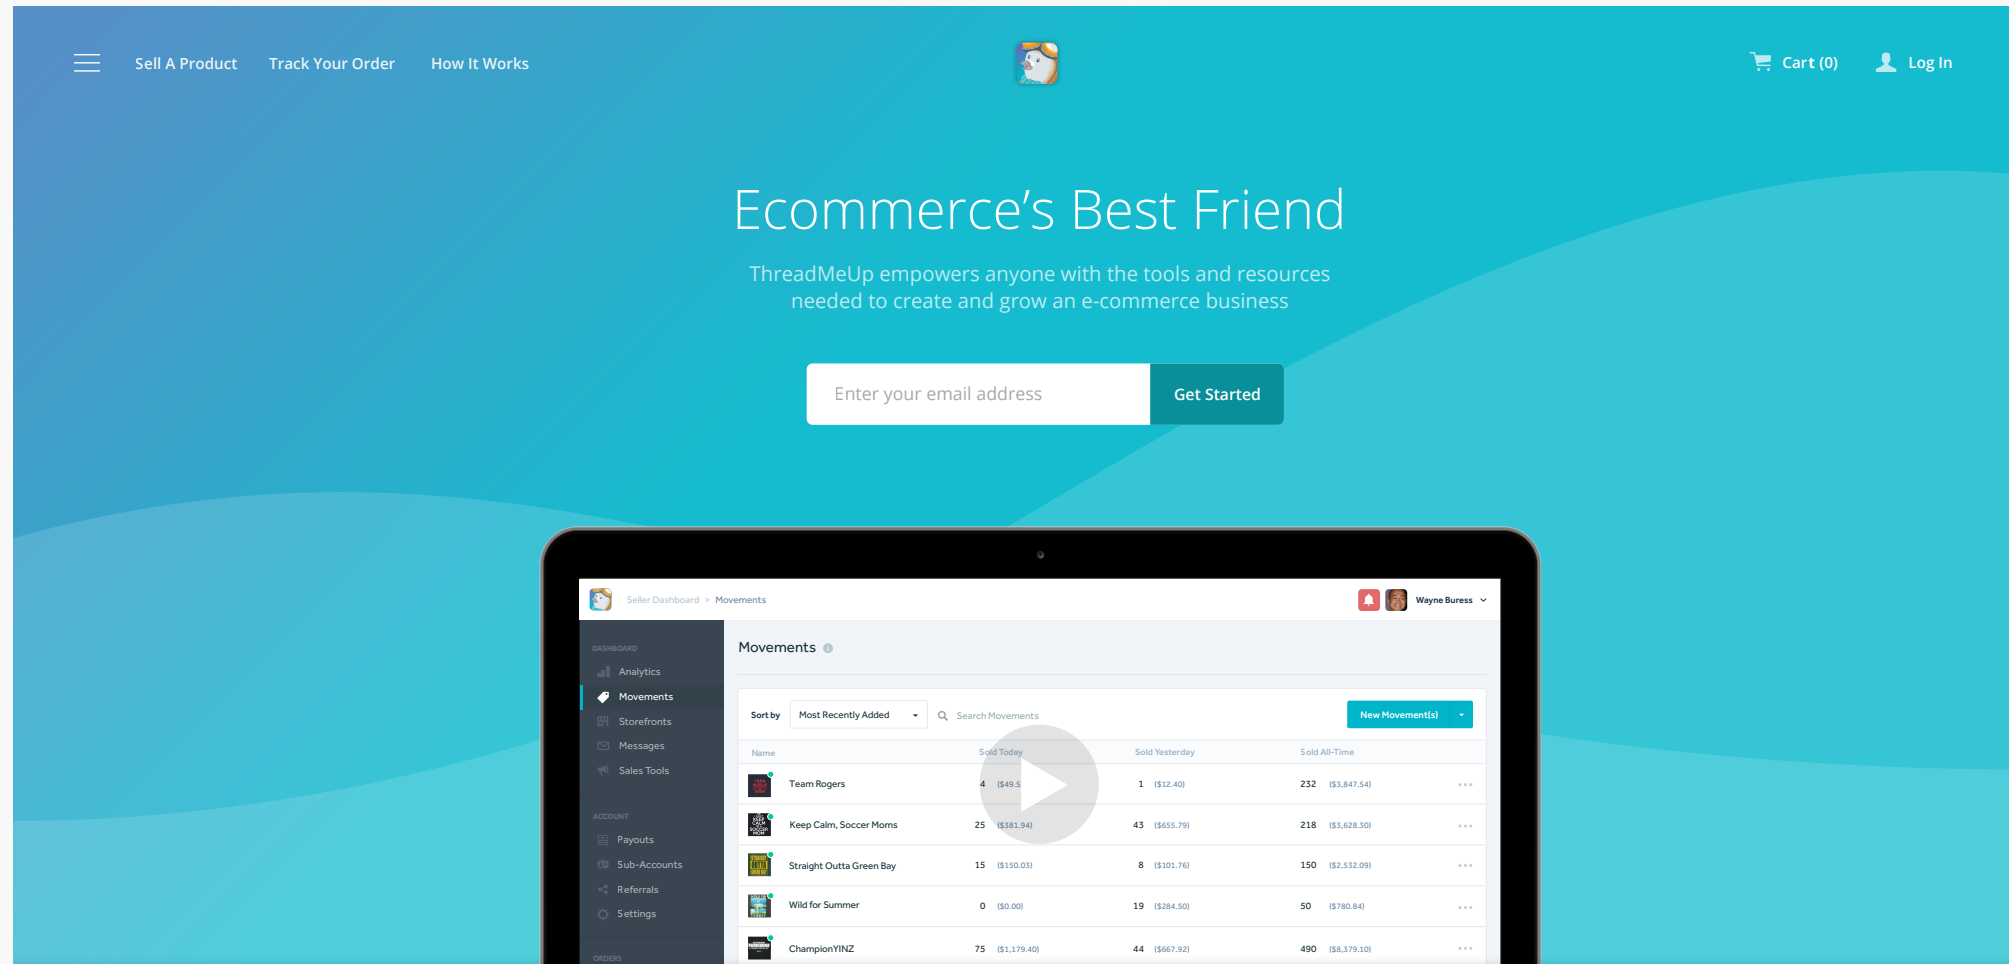 Sell A Product
Track Your Order
How It Works
Cart (0)
Log In
Ecommerce’s Best Friend
ThreadMeUp empowers anyone with the tools and resources
needed to create and grow an e-commerce business
Enter your email address
Get Started
Seller Dashboard > Movements
Wayne Buress
DASHBOARD
Analytics
Movements
Storefronts
Messages
Sales Tools
ACCOUNT
Payouts
Sub-Accounts
Referrals
Settings
ORDERS
Movements
Sort by
Most Recently Added
Search Movements
New Movement(s)
Name Sold Today Sold Yesterday Sold All-Time
Team Rogers 4 ($49.5 1 ($12.40) 232 ($3,847.54)
Keep Calm, Soccer Moms 25 ($381.94) 43 ($655.79) 218 ($3,628.30)
Straight Outta Green Bay 15 ($150.03) 8 ($101.76) 150 ($2,532.09)
Wild for Summer 0 ($0.00) 19 ($284.50) 50 ($780.84)
ChampionYINZ 75 ($1,179.40) 44 ($667.92) 490 ($8,379.10)